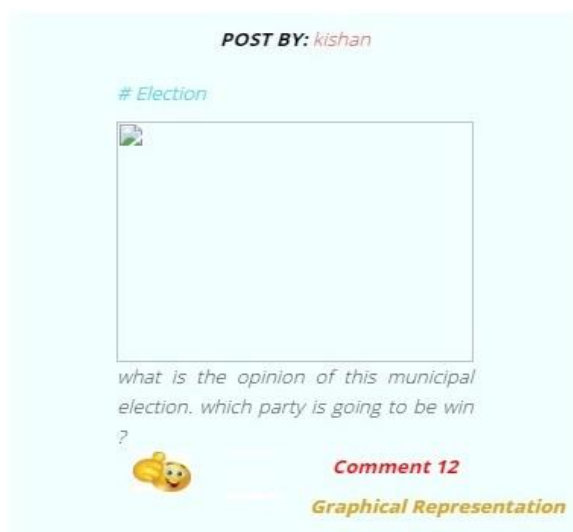 POST BY: kishan
# Election
what is the opinion of this municipal
election. which party is going to be win
?
Comment 12
Graphical Representation